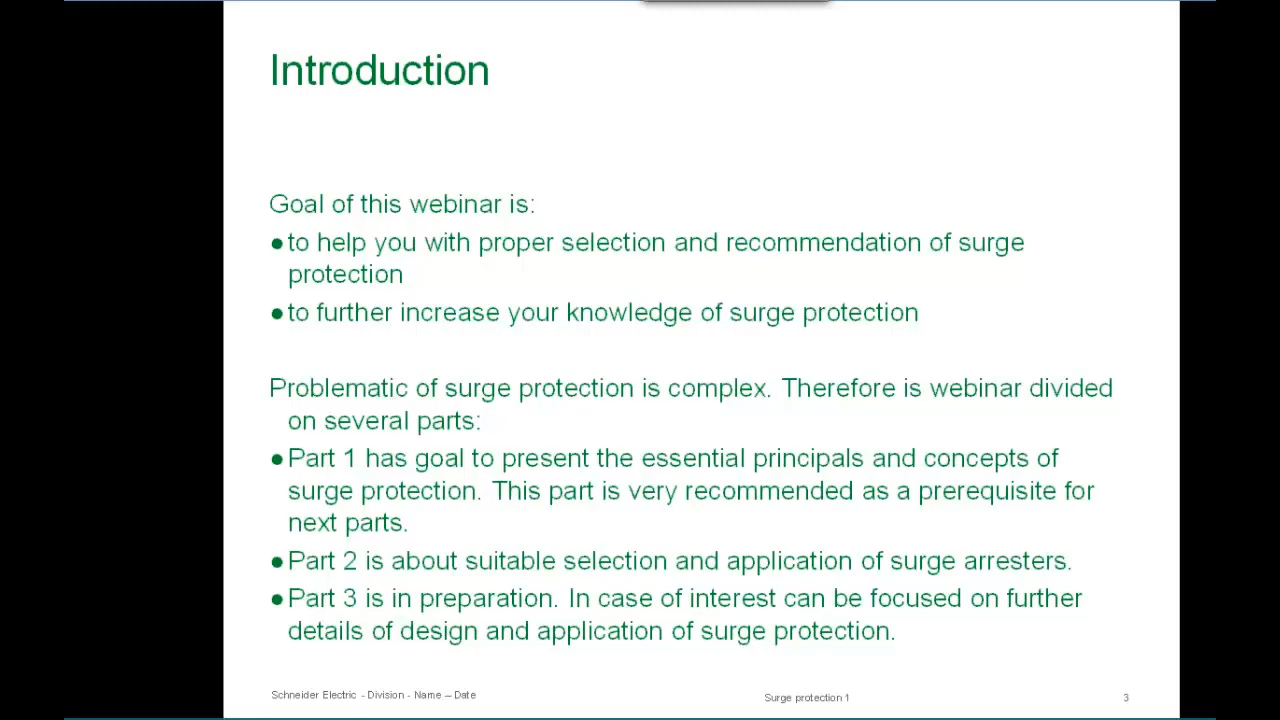 Introduction
Goal of this webinar is:
●to help you with proper selection and recommendation of surge
protection
●to further increase your knowledge of surge protection
Problematic of surge protection is complex. Therefore is webinar divided
on several parts:
●Part 1 has goal to present the essential principals and concepts of
surge protection. This part is very recommended as a prerequisite for
next parts.
●Part 2 is about suitable selection and application of surge arresters.
●Part 3 is in preparation. In case of interest can be focused on further
details of design and application of surge protection.
Schneider Electric - Division - Name – Date
Surge protection 1
3